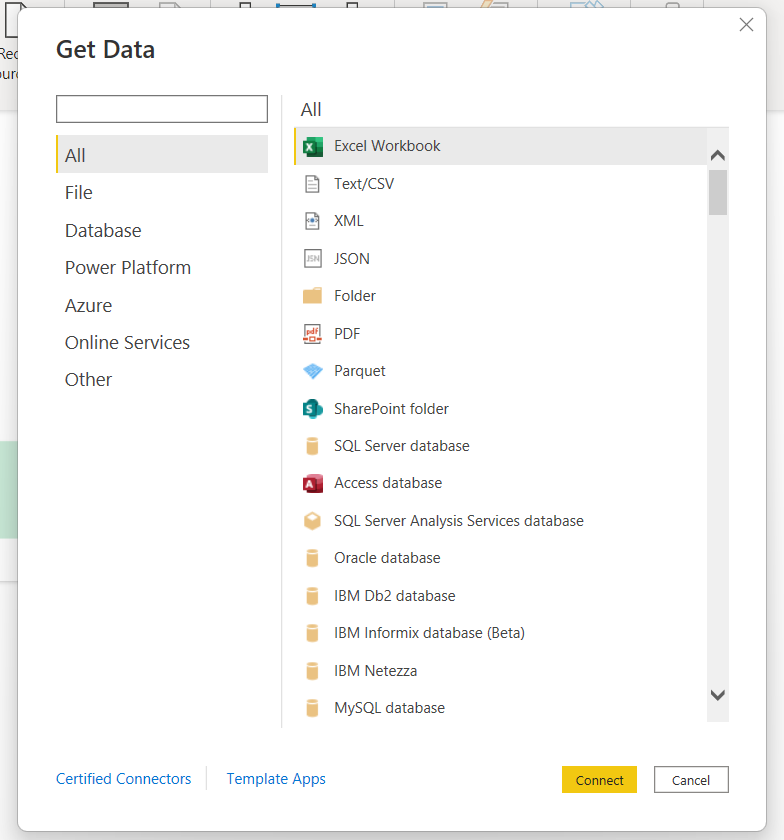 Get Data
All
File
Database
Power Platform
Azure
Online Services
Other
All
Excel Workbook
Text/CSV
XML
JSON
Folder
PDF
Parquet
SharePoint folder
SQL Server database
Access database
SQL Server Analysis Services database
Oracle database
IBM Db2 database
IBM Informix database (Beta)
IBM Netezza
MySQL database
Certified Connectors
Template Apps
Connect
Cancel